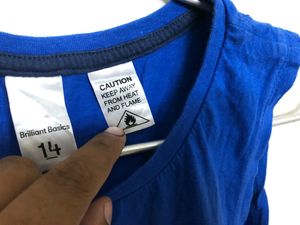 Brilliant Basics
14
CAUTION
KEEP AWAY
FROM HEAT
AND FLAME